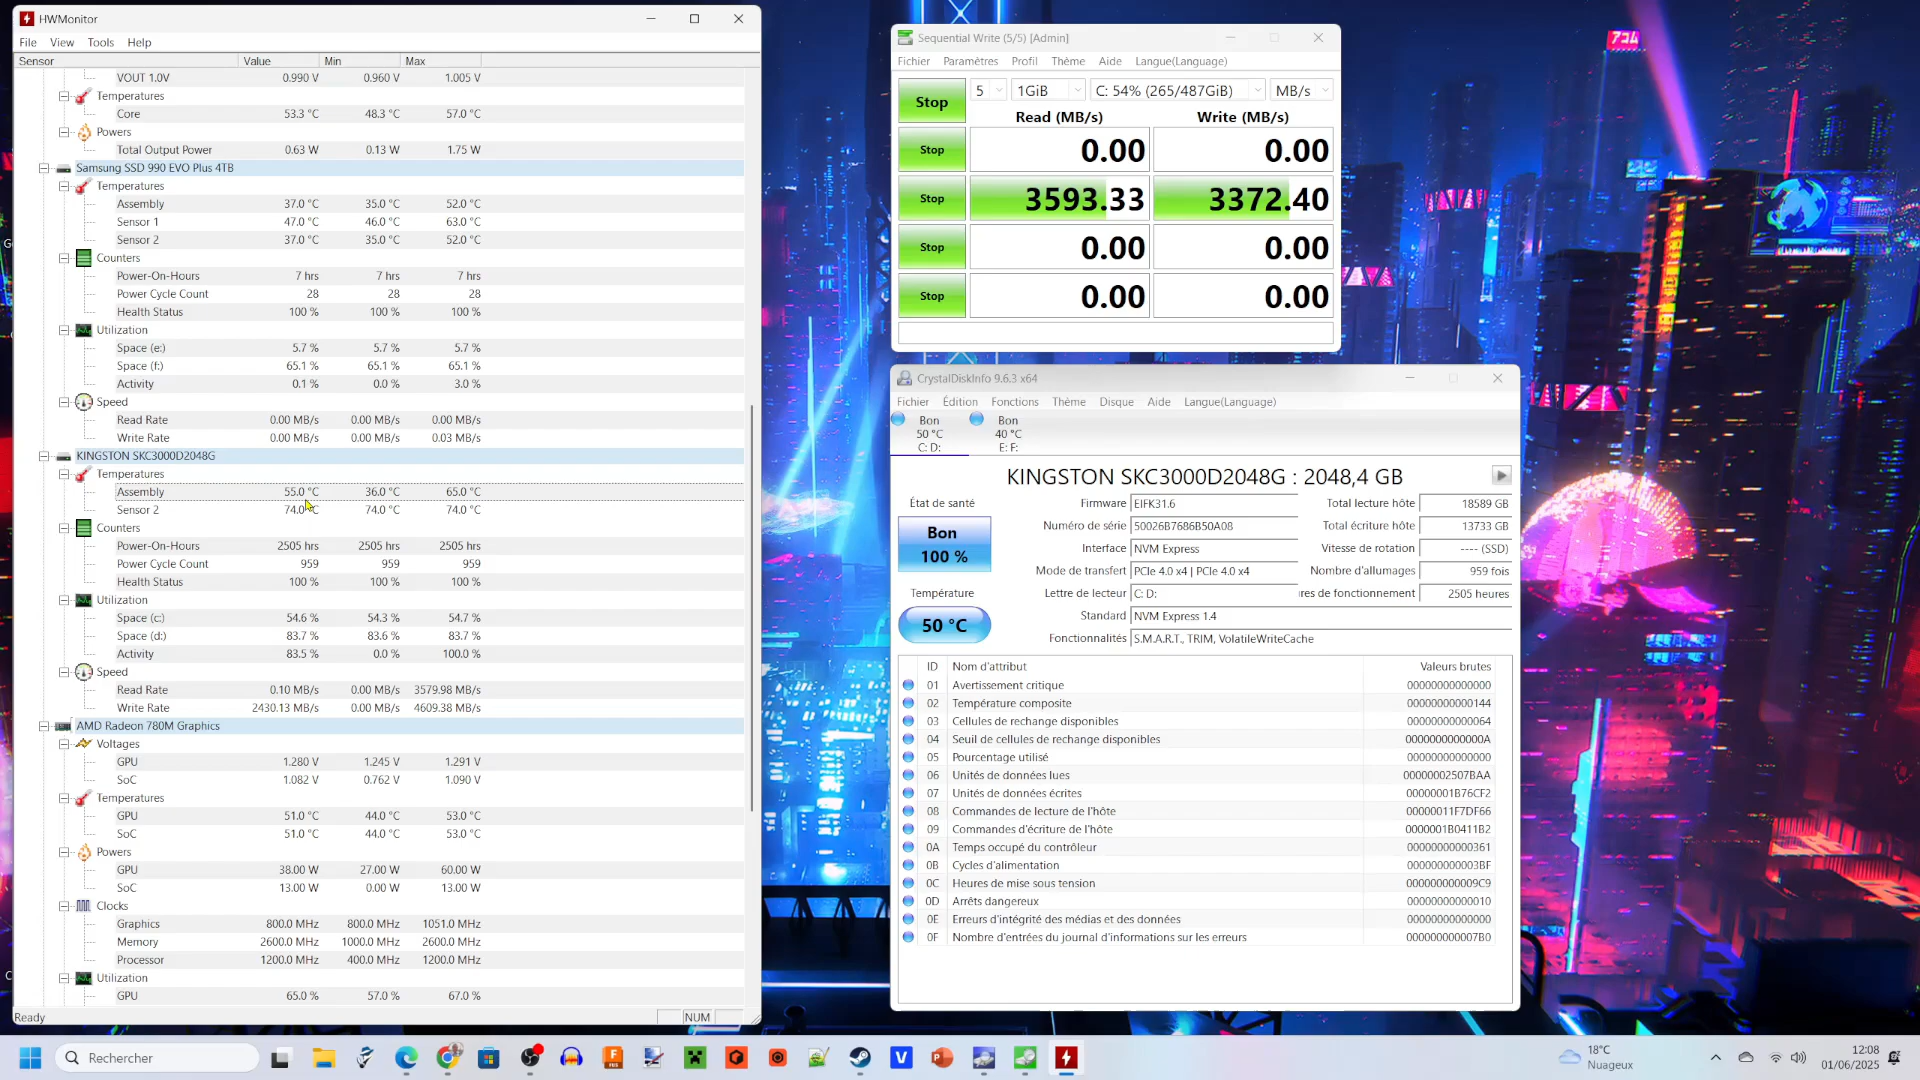 HWMonitor
File View Tools Help
Sensor Value Min Max
VOUT 1.0V 0.990 V 0.960 V 1.005 V
Temperatures
Core 53.3 °C 48.3 °C 57.0 °C
Powers
Total Output Power 0.63 W 0.13 W 1.75 W
Samsung SSD 990 EVO Plus 4TB
Temperatures
Assembly 37.0 °C 35.0 °C 52.0 °C
Sensor 1 47.0 °C 46.0 °C 63.0 °C
Sensor 2 37.0 °C 35.0 °C 52.0 °C
Counters
Power-On-Hours 7 hrs 7 hrs 7 hrs
Power Cycle Count 28 28 28
Health Status 100 % 100 % 100 %
Utilization
Space (e:) 5.7 % 5.7 % 5.7 %
Space (f:) 65.1 % 65.1 % 65.1 %
Activity 0.1 % 0.0 % 3.0 %
Speed
Read Rate 0.00 MB/s 0.00 MB/s 0.00 MB/s
Write Rate 0.00 MB/s 0.00 MB/s 0.03 MB/s
KINGSTON SKC3000D2048G
Temperatures
Assembly 55.0 °C 36.0 °C 65.0 °C
Sensor 2 74.0 °C 74.0 °C 74.0 °C
Counters
Power-On-Hours 2505 hrs 2505 hrs 2505 hrs
Power Cycle Count 959 959 959
Health Status 100 % 100 % 100 %
Utilization
Space (c:) 54.6 % 54.3 % 54.7 %
Space (d:) 83.7 % 83.6 % 83.7 %
Activity 83.5 % 0.0 % 100.0 %
Speed
Read Rate 0.10 MB/s 0.00 MB/s 3579.98 MB/s
Write Rate 2430.13 MB/s 0.00 MB/s 4609.38 MB/s
AMD Radeon 780M Graphics
Voltages
GPU 1.280 V 1.245 V 1.291 V
SoC 1.082 V 0.762 V 1.090 V
Temperatures
GPU 51.0 °C 44.0 °C 53.0 °C
SoC 51.0 °C 44.0 °C 53.0 °C
Powers
GPU 38.00 W 27.00 W 60.00 W
SoC 13.00 W 0.00 W 13.00 W
Clocks
Graphics 800.0 MHz 800.0 MHz 1051.0 MHz
Memory 2600.0 MHz 1000.0 MHz 2600.0 MHz
Processor 1200.0 MHz 400.0 MHz 1200.0 MHz
Utilization
GPU 65.0 % 57.0 % 67.0 %
Ready NUM
Sequential Write (5/5) [Admin]
Fichier Paramètres Profil Thème Aide Langue(Language)
Stop 5 1GiB C: 54% (265/487GiB) MB/s
Read (MB/s) Write (MB/s)
Stop 0.00 0.00
Stop 3593.33 3372.40
Stop 0.00 0.00
Stop 0.00 0.00
CrystalDiskInfo 9.6.3 x64
Fichier Édition Fonctions Thème Disque Aide Langue(Language)
Bon Bon
50 °C 40 °C
C: D: E: F:
KINGSTON SKC3000D2048G : 2048,4 GB
État de santé Firmware EIFK31.6 Total lecture hôte 18589 GB
Bon 100 % Numéro de série 50026B7686B50A08 Total écriture hôte 13733 GB
Interface NVM Express Vitesse de rotation ---- (SSD)
Mode de transfert PCIe 4.0 x4 | PCIe 4.0 x4 Nombre d'allumages 959 fois
Température Lettre de lecteur C: D: res de fonctionnement 2505 heures
50 °C Standard NVM Express 1.4
Fonctionnalités S.M.A.R.T., TRIM, VolatileWriteCache
ID Nom d'attribut Valeurs brutes
01 Avertissement critique 00000000000000
02 Température composite 00000000000144
03 Cellules de rechange disponibles 00000000000064
04 Seuil de cellules de rechange disponibles 0000000000000A
05 Pourcentage utilisé 00000000000000
06 Unités de données lues 00000002507BAA
07 Unités de données écrites 00000001B76CF2
08 Commandes de lecture de l'hôte 00000011F7DF66
09 Commandes d'écriture de l'hôte 0000001B0411B2
0A Temps occupé du contrôleur 00000000000361
0B Cycles d'alimentation 000000000003BF
0C Heures de mise sous tension 000000000009C9
0D Arrêts dangereux 00000000000010
0E Erreurs d'intégrité des médias et des données 00000000000000
0F Nombre d'entrées du journal d'informations sur les erreurs 000000000007B0
アコム
Rechercher
18°C
Nuageux
12:08
01/06/2025